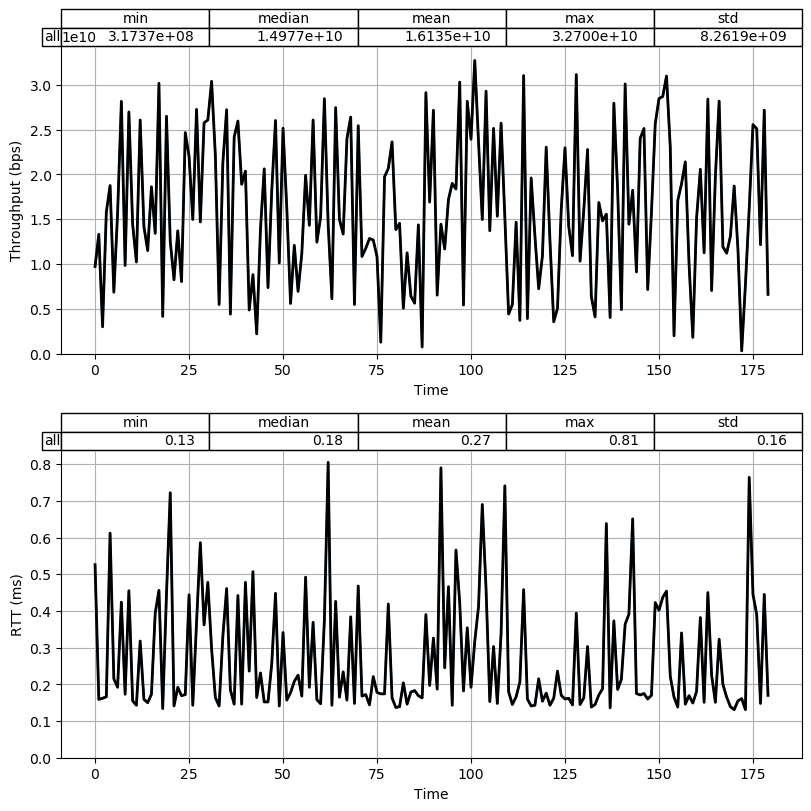 min median mean max std
all 1e10 3.1737e+08 1.4977e+10 1.6135e+10 3.2700e+10 8.2619e+09
3.0
2.5
2.0
1.5
1.0
0.5
0.0
Throughput (bps)
0 25 50 75 100 125 150 175
Time
min median mean max std
all 0.13 0.18 0.27 0.81 0.16
0.8
0.7
0.6
0.5
0.4
0.3
0.2
0.1
0.0
RTT (ms)
0 25 50 75 100 125 150 175
Time